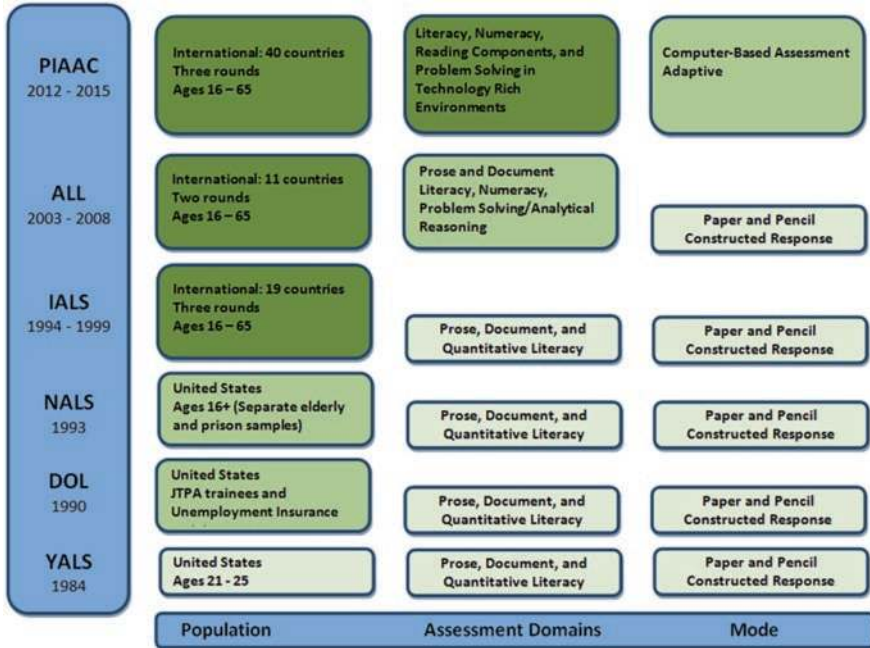 PIAAC
2012 - 2015
International: 40 countries
Three rounds
Ages 16 – 65
Literacy, Numeracy,
Reading Components, and
Problem Solving in
Technology Rich
Environments
Computer-Based Assessment
Adaptive
ALL
2003 - 2008
International: 11 countries
Two rounds
Ages 16 – 65
Prose and Document
Literacy, Numeracy,
Problem Solving/Analytical
Reasoning
Paper and Pencil
Constructed Response
IALS
1994 - 1999
International: 19 countries
Three rounds
Ages 16 – 65
Prose, Document, and
Quantitative Literacy
Paper and Pencil
Constructed Response
NALS
1993
United States
Ages 16+ (Separate elderly
and prison samples)
Prose, Document, and
Quantitative Literacy
Paper and Pencil
Constructed Response
DOL
1990
United States
JTPA trainees and
Unemployment Insurance
Prose, Document, and
Quantitative Literacy
Paper and Pencil
Constructed Response
YALS
1984
United States
Ages 21 - 25
Prose, Document, and
Quantitative Literacy
Paper and Pencil
Constructed Response
Population
Assessment Domains
Mode